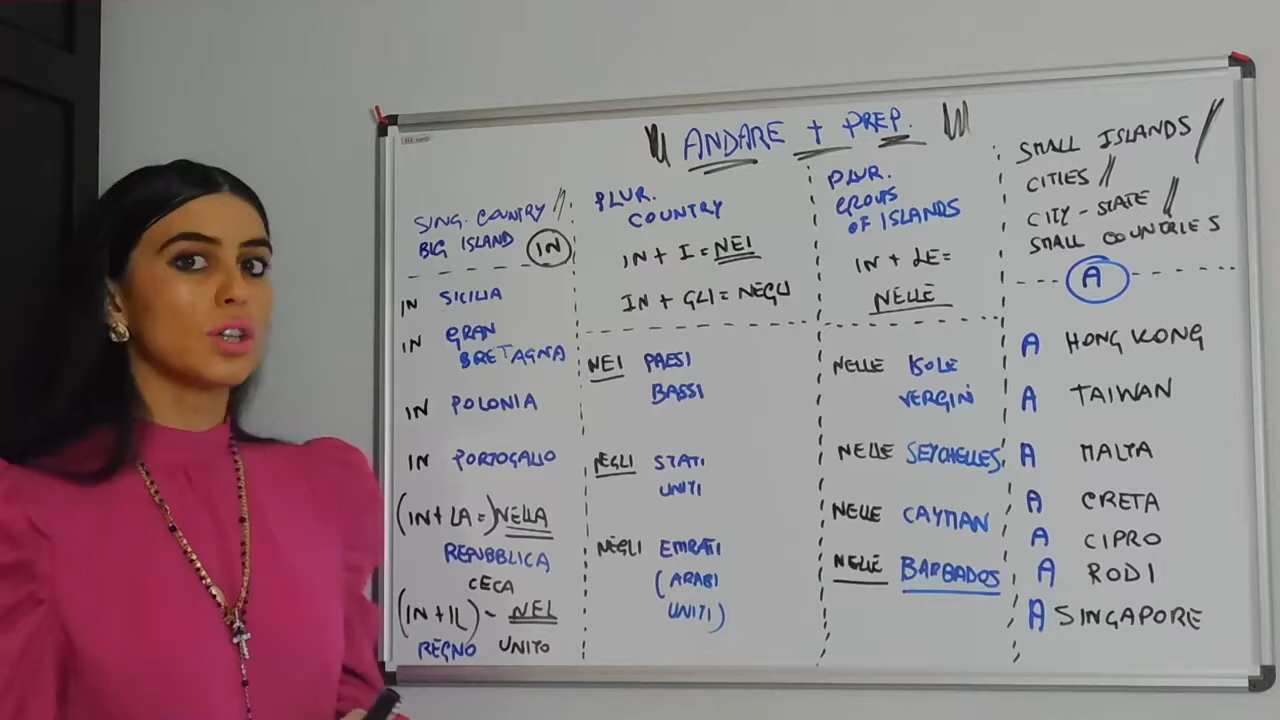 ANDARE + PREP.
SING. COUNTRY //
BIG ISLAND IN
IN SICILIA
IN GRAN
BRETAGNA
IN POLONIA
IN PORTOGALLO
(IN+LA=) NELLA
REPUBBLICA
CECA
(IN+IL) - NEL
REGNO UNITO
PLUR.
COUNTRY
IN + I = NEI
IN + GLI = NEGLI
NEI PAESI
BASSI
NEGLI STATI
UNITI
NEGLI EMIRATI
(ARABI
UNITI)
PLUR.
GROUPS
OF ISLANDS
IN + LE =
NELLE
NELLE ISOLE
VERGINI
NELLE SEYCHELLES
NELLE CAYMAN
NELLE BARBADOS
SMALL ISLANDS /
CITIES //
CITY-STATE //
SMALL COUNTRIES
A
A HONG KONG
A TAIWAN
A MALTA
A CRETA
A CIPRO
A RODI
A SINGAPORE